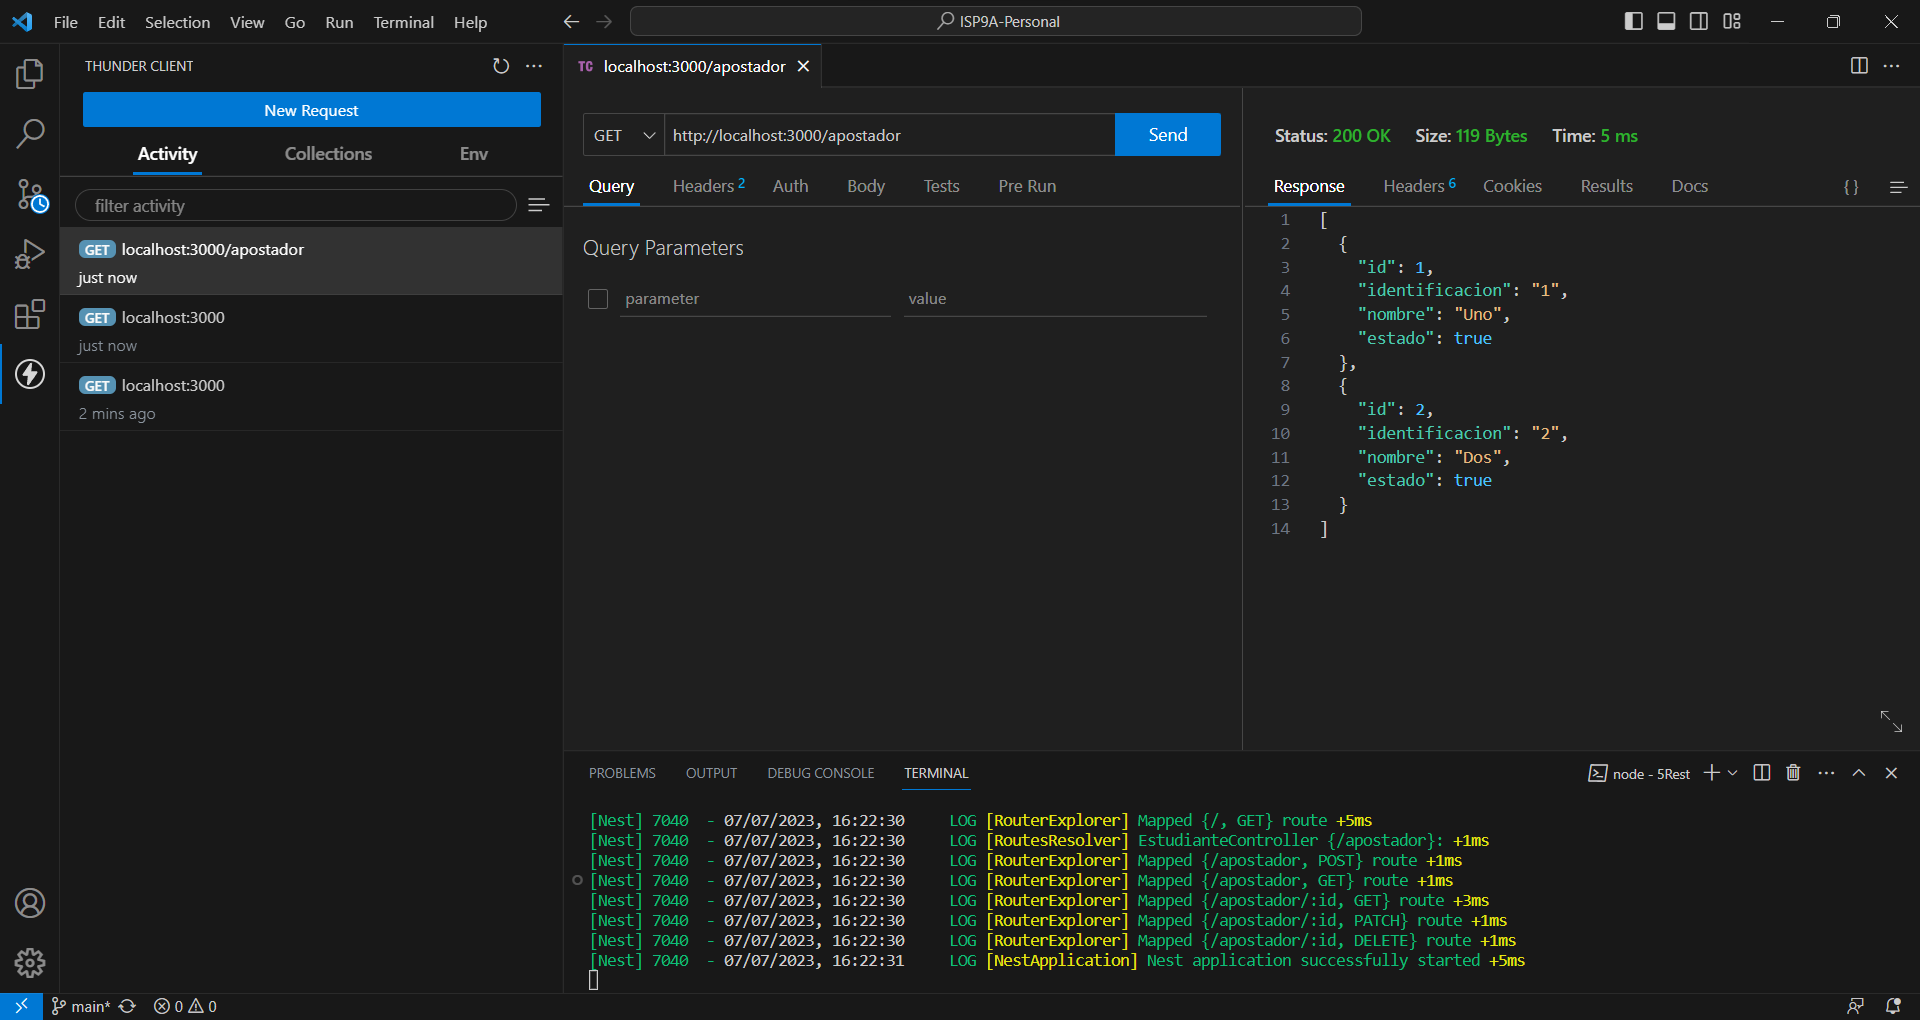 File Edit Selection View Go Run Terminal Help
ISP9A-Personal
THUNDER CLIENT
New Request
Activity Collections Env
filter activity
GET localhost:3000/apostador
just now
GET localhost:3000
just now
GET localhost:3000
2 mins ago
TC localhost:3000/apostador
GET http://localhost:3000/apostador Send
Query Headers 2 Auth Body Tests Pre Run
Query Parameters
parameter value
Status: 200 OK Size: 119 Bytes Time: 5 ms
Response Headers 6 Cookies Results Docs { }
1 [
2 {
3 "id": 1,
4 "identificacion": "1",
5 "nombre": "Uno",
6 "estado": true
7 },
8 {
9 "id": 2,
10 "identificacion": "2",
11 "nombre": "Dos",
12 "estado": true
13 }
14 ]
PROBLEMS OUTPUT DEBUG CONSOLE TERMINAL
node - 5Rest
[Nest] 7040 - 07/07/2023, 16:22:30 LOG [RouterExplorer] Mapped {/, GET} route +5ms
[Nest] 7040 - 07/07/2023, 16:22:30 LOG [RoutesResolver] EstudianteController {/apostador}: +1ms
[Nest] 7040 - 07/07/2023, 16:22:30 LOG [RouterExplorer] Mapped {/apostador, POST} route +1ms
[Nest] 7040 - 07/07/2023, 16:22:30 LOG [RouterExplorer] Mapped {/apostador, GET} route +1ms
[Nest] 7040 - 07/07/2023, 16:22:30 LOG [RouterExplorer] Mapped {/apostador/:id, GET} route +3ms
[Nest] 7040 - 07/07/2023, 16:22:30 LOG [RouterExplorer] Mapped {/apostador/:id, PATCH} route +1ms
[Nest] 7040 - 07/07/2023, 16:22:30 LOG [RouterExplorer] Mapped {/apostador/:id, DELETE} route +1ms
[Nest] 7040 - 07/07/2023, 16:22:31 LOG [NestApplication] Nest application successfully started +5ms
main* 0 0